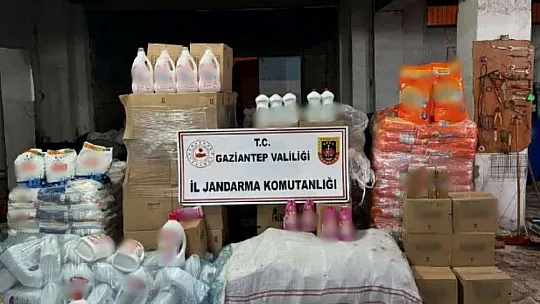 T.C.
GAZİANTEP VALİLİĞİ
İL JANDARMA KOMUTANLIĞI